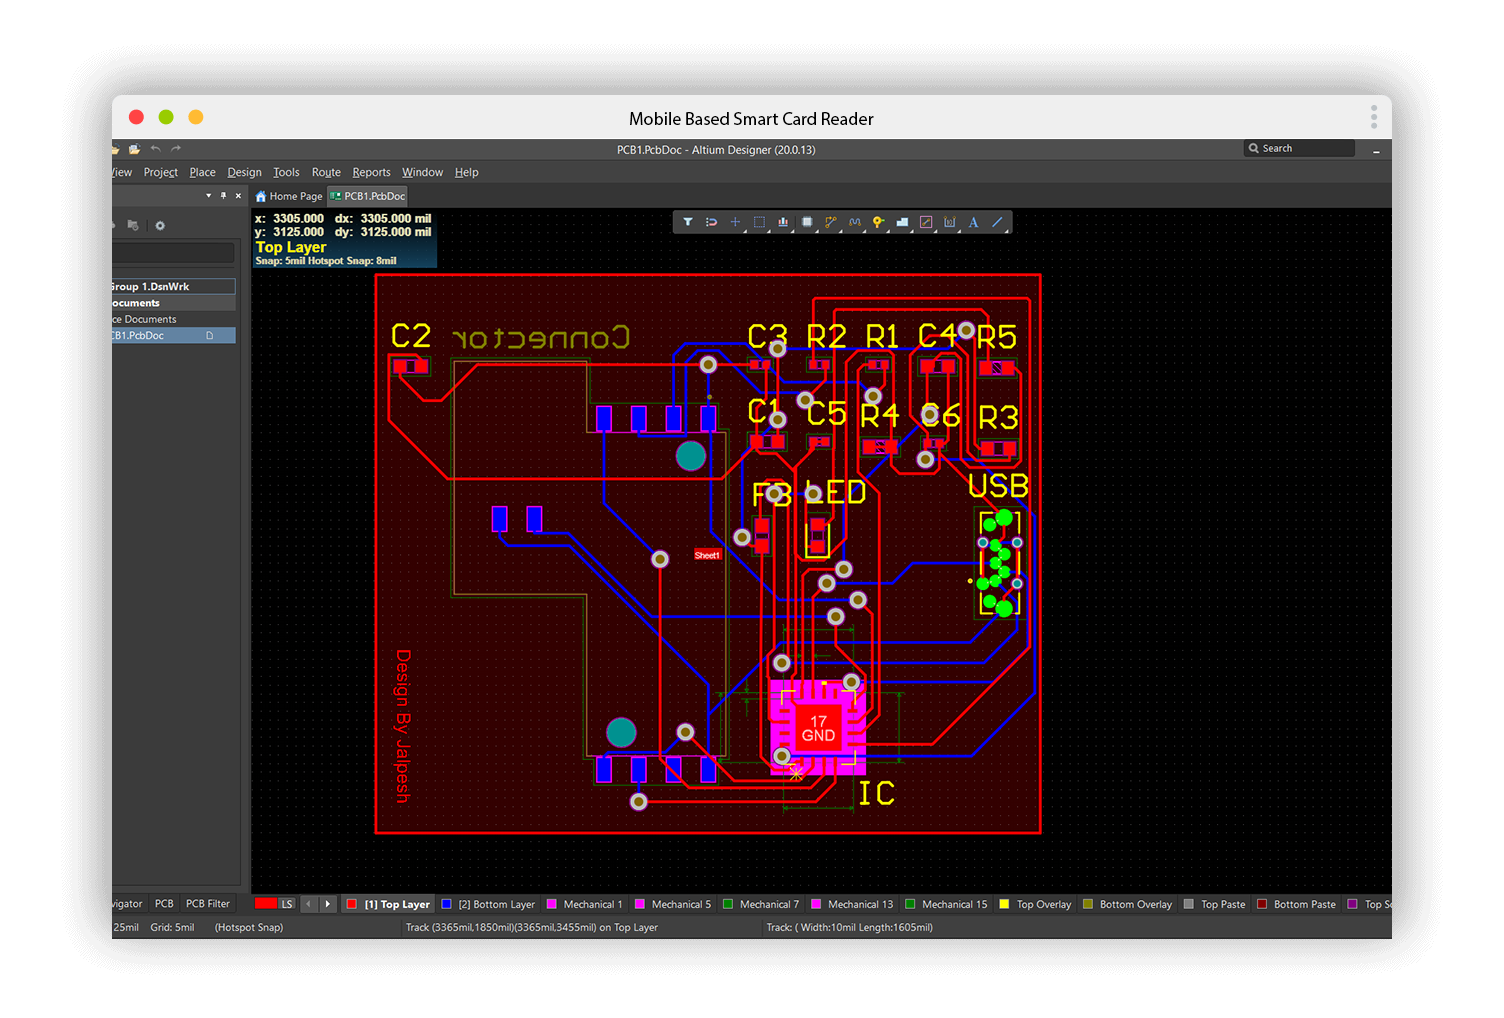 Mobile Based Smart Card Reader
PCB1.PcbDoc - Altium Designer (20.0.13)
Search
View Project Place Design Tools Route Reports Window Help
Home Page PCB1.PcbDoc
x: 3305.000 dx: 3305.000 mil
y: 3125.000 dy: 3125.000 mil
Top Layer
Snap: 5mil Hotspot Snap: 8mil
Group 1.DsnWrk
ocuments
ce Documents
CB1.PcbDoc
C2 Connector C3 R2 R1 C4 R5
C1 C5 R4 C6 R3
USB
FB LED
Sheet1
Design By Jalpesh
17
GND
IC
vigator PCB PCB Filter LS [1] Top Layer [2] Bottom Layer Mechanical 1 Mechanical 5 Mechanical 7 Mechanical 13 Mechanical 15 Top Overlay Bottom Overlay Top Paste Bottom Paste Top So
25mil Grid: 5mil (Hotspot Snap) Track (3365mil,1850mil)(3365mil,3455mil) on Top Layer Track: ( Width:10mil Length:1605mil)